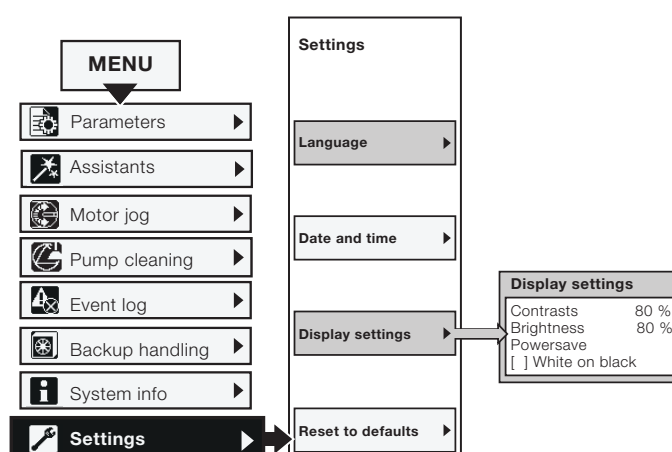 MENU
Parameters
Assistants
Motor jog
Pump cleaning
Event log
Backup handling
System info
Settings
Settings
Language
Date and time
Display settings
Reset to defaults
Display settings
Contrasts 80 %
Brightness 80 %
Powersave
[ ] White on black